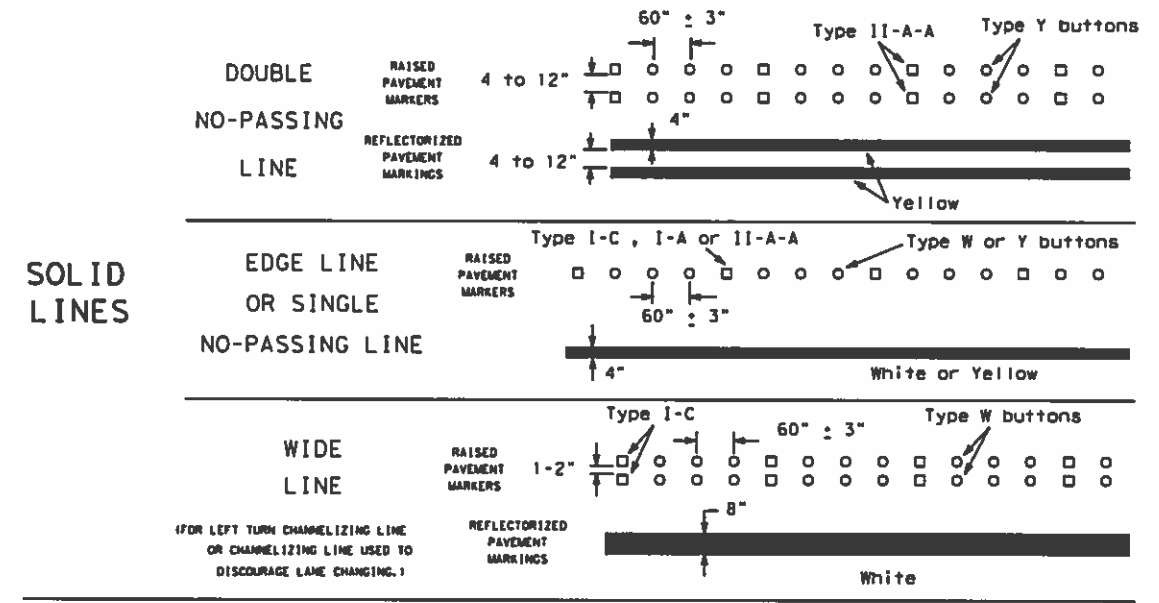 SOLID
LINES
DOUBLE
NO-PASSING
LINE
RAISED
PAVEMENT
MARKERS
4 to 12"
60" ± 3"
Type II-A-A
Type Y buttons
REFLECTORIZED
PAVEMENT
MARKINGS
4 to 12"
4"
Yellow
EDGE LINE
OR SINGLE
NO-PASSING LINE
RAISED
PAVEMENT
MARKERS
Type I-C , I-A or II-A-A
Type W or Y buttons
60" ± 3"
4"
White or Yellow
WIDE
LINE
(FOR LEFT TURN CHANNELIZING LINE
OR CHANNELIZING LINE USED TO
DISCOURAGE LANE CHANGING.)
RAISED
PAVEMENT
MARKERS
1-2"
Type I-C
60" ± 3"
Type W buttons
REFLECTORIZED
PAVEMENT
MARKINGS
8"
White